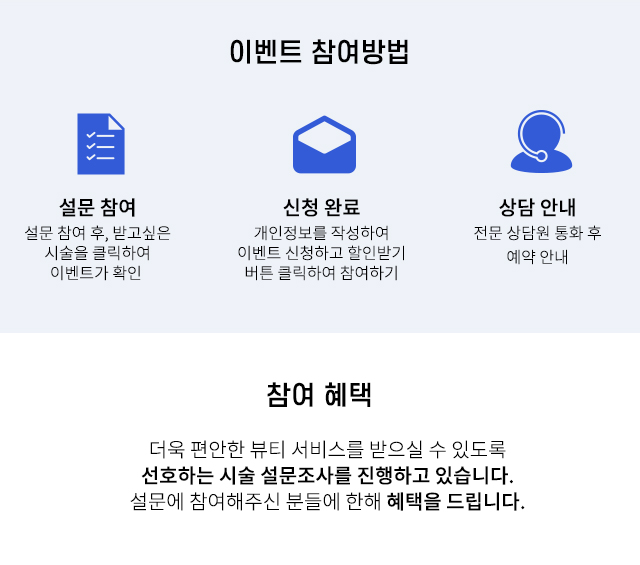 이벤트 참여방법
설문 참여
설문 참여 후, 받고싶은
시술을 클릭하여
이벤트가 확인
신청 완료
개인정보를 작성하여
이벤트 신청하고 할인받기
버튼 클릭하여 참여하기
상담 안내
전문 상담원 통화 후
예약 안내
참여 혜택
더욱 편안한 뷰티 서비스를 받으실 수 있도록
선호하는 시술 설문조사를 진행하고 있습니다.
설문에 참여해주신 분들에 한해 혜택을 드립니다.